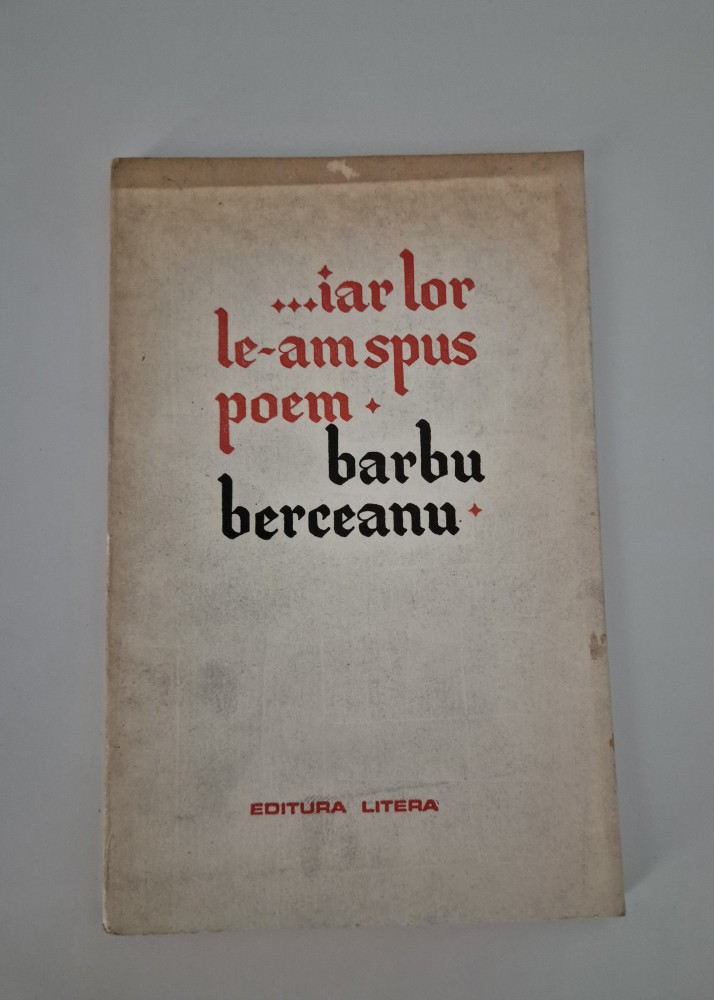 ...iar lor
le-am spus
poem
barbu
berceanu
EDITURA LITERA